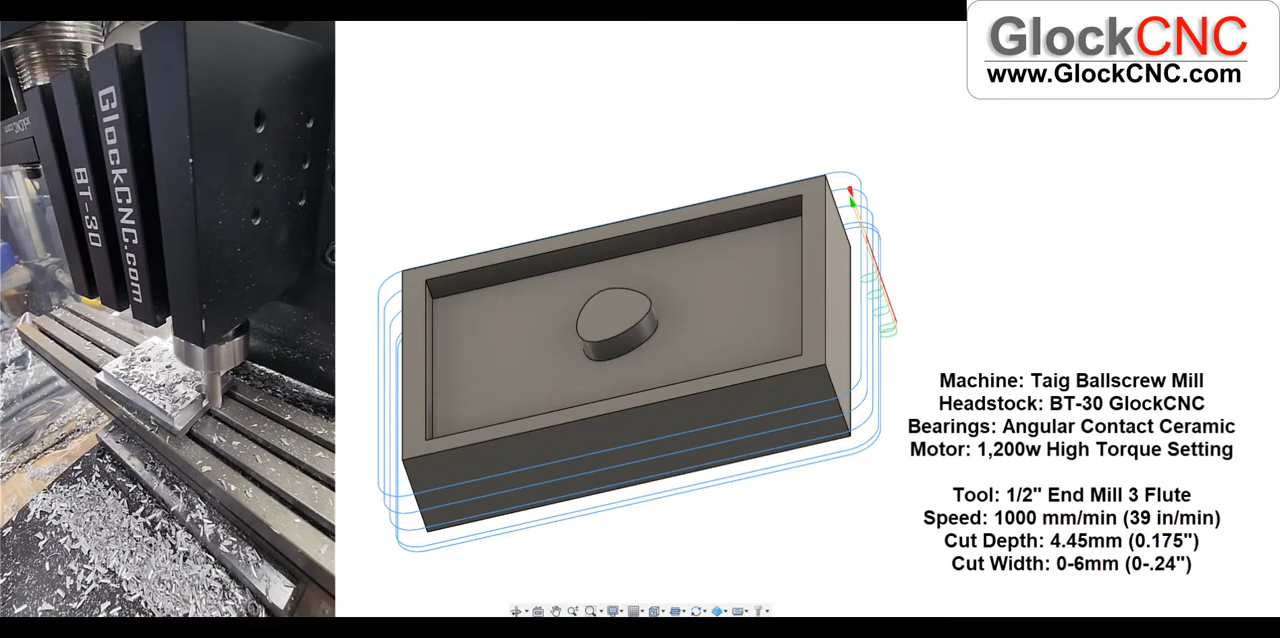 GlockCNC
www.GlockCNC.com
GlockCNC.com
BT-30
Machine: Taig Ballscrew Mill
Headstock: BT-30 GlockCNC
Bearings: Angular Contact Ceramic
Motor: 1,200w High Torque Setting
Tool: 1/2" End Mill 3 Flute
Speed: 1000 mm/min (39 in/min)
Cut Depth: 4.45mm (0.175")
Cut Width: 0-6mm (0-.24")